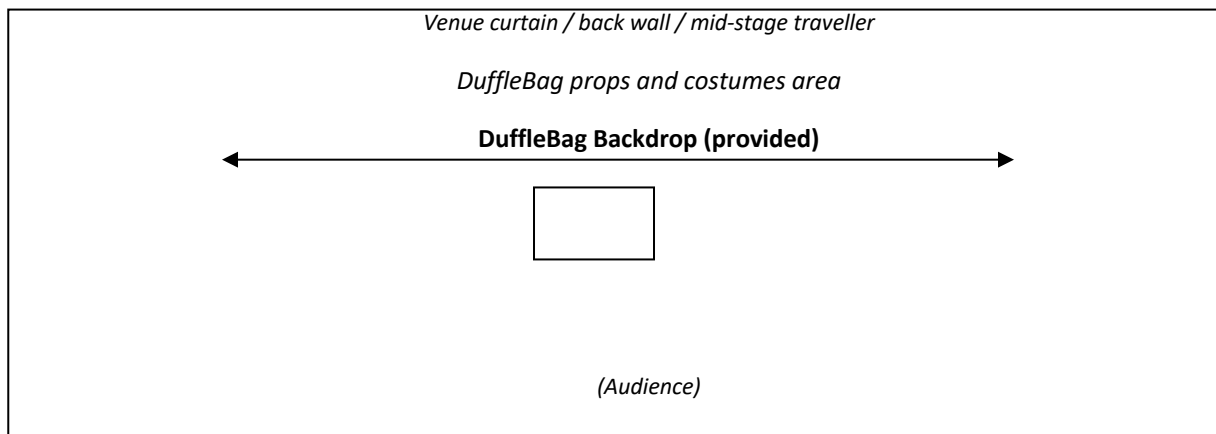 Venue curtain / back wall / mid-stage traveller
DuffleBag props and costumes area
DuffleBag Backdrop (provided)
(Audience)